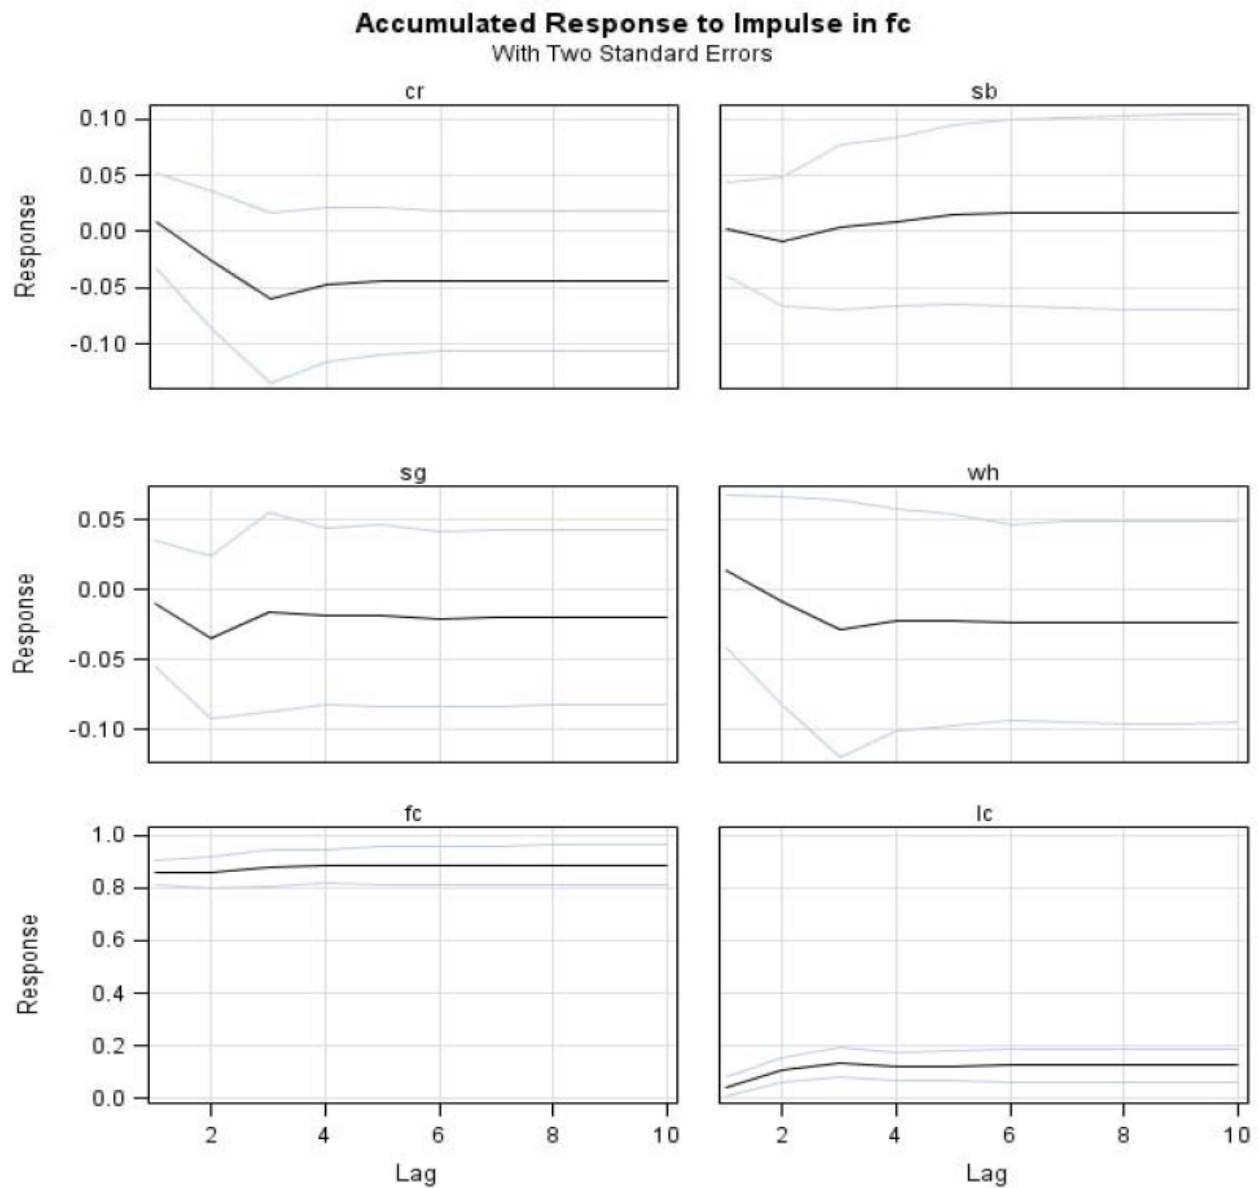 Accumulated Response to Impulse in fc
With Two Standard Errors
cr
sb
0.10
0.05
0.00
-0.05
-0.10
Response
sg
wh
0.05
0.00
-0.05
-0.10
Response
fc
lc
1.0
0.8
0.6
0.4
0.2
0.0
Response
2 4 6 8 10
2 4 6 8 10
Lag
Lag